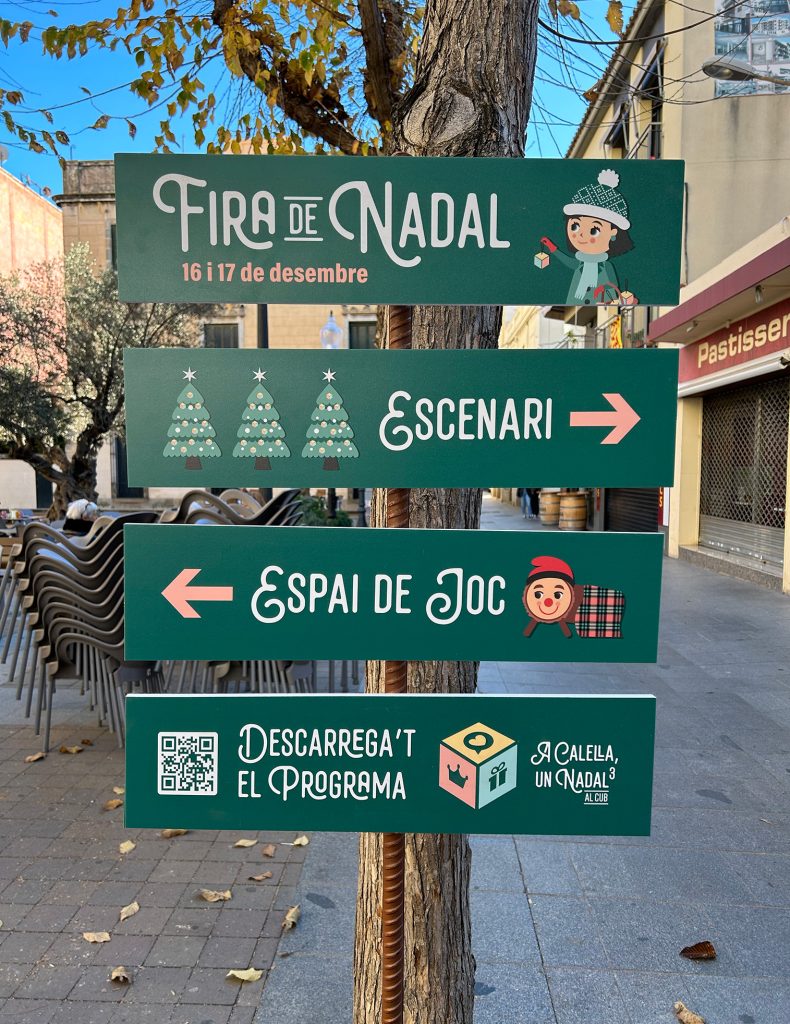 FIRA DE NADAL
16 i 17 de desembre
ESCENARI
Pastisser
ESPAI DE JOC
DESCARREGA'T
EL PROGRAMA
A CALELLA,
UN NADAL³
AL CUB